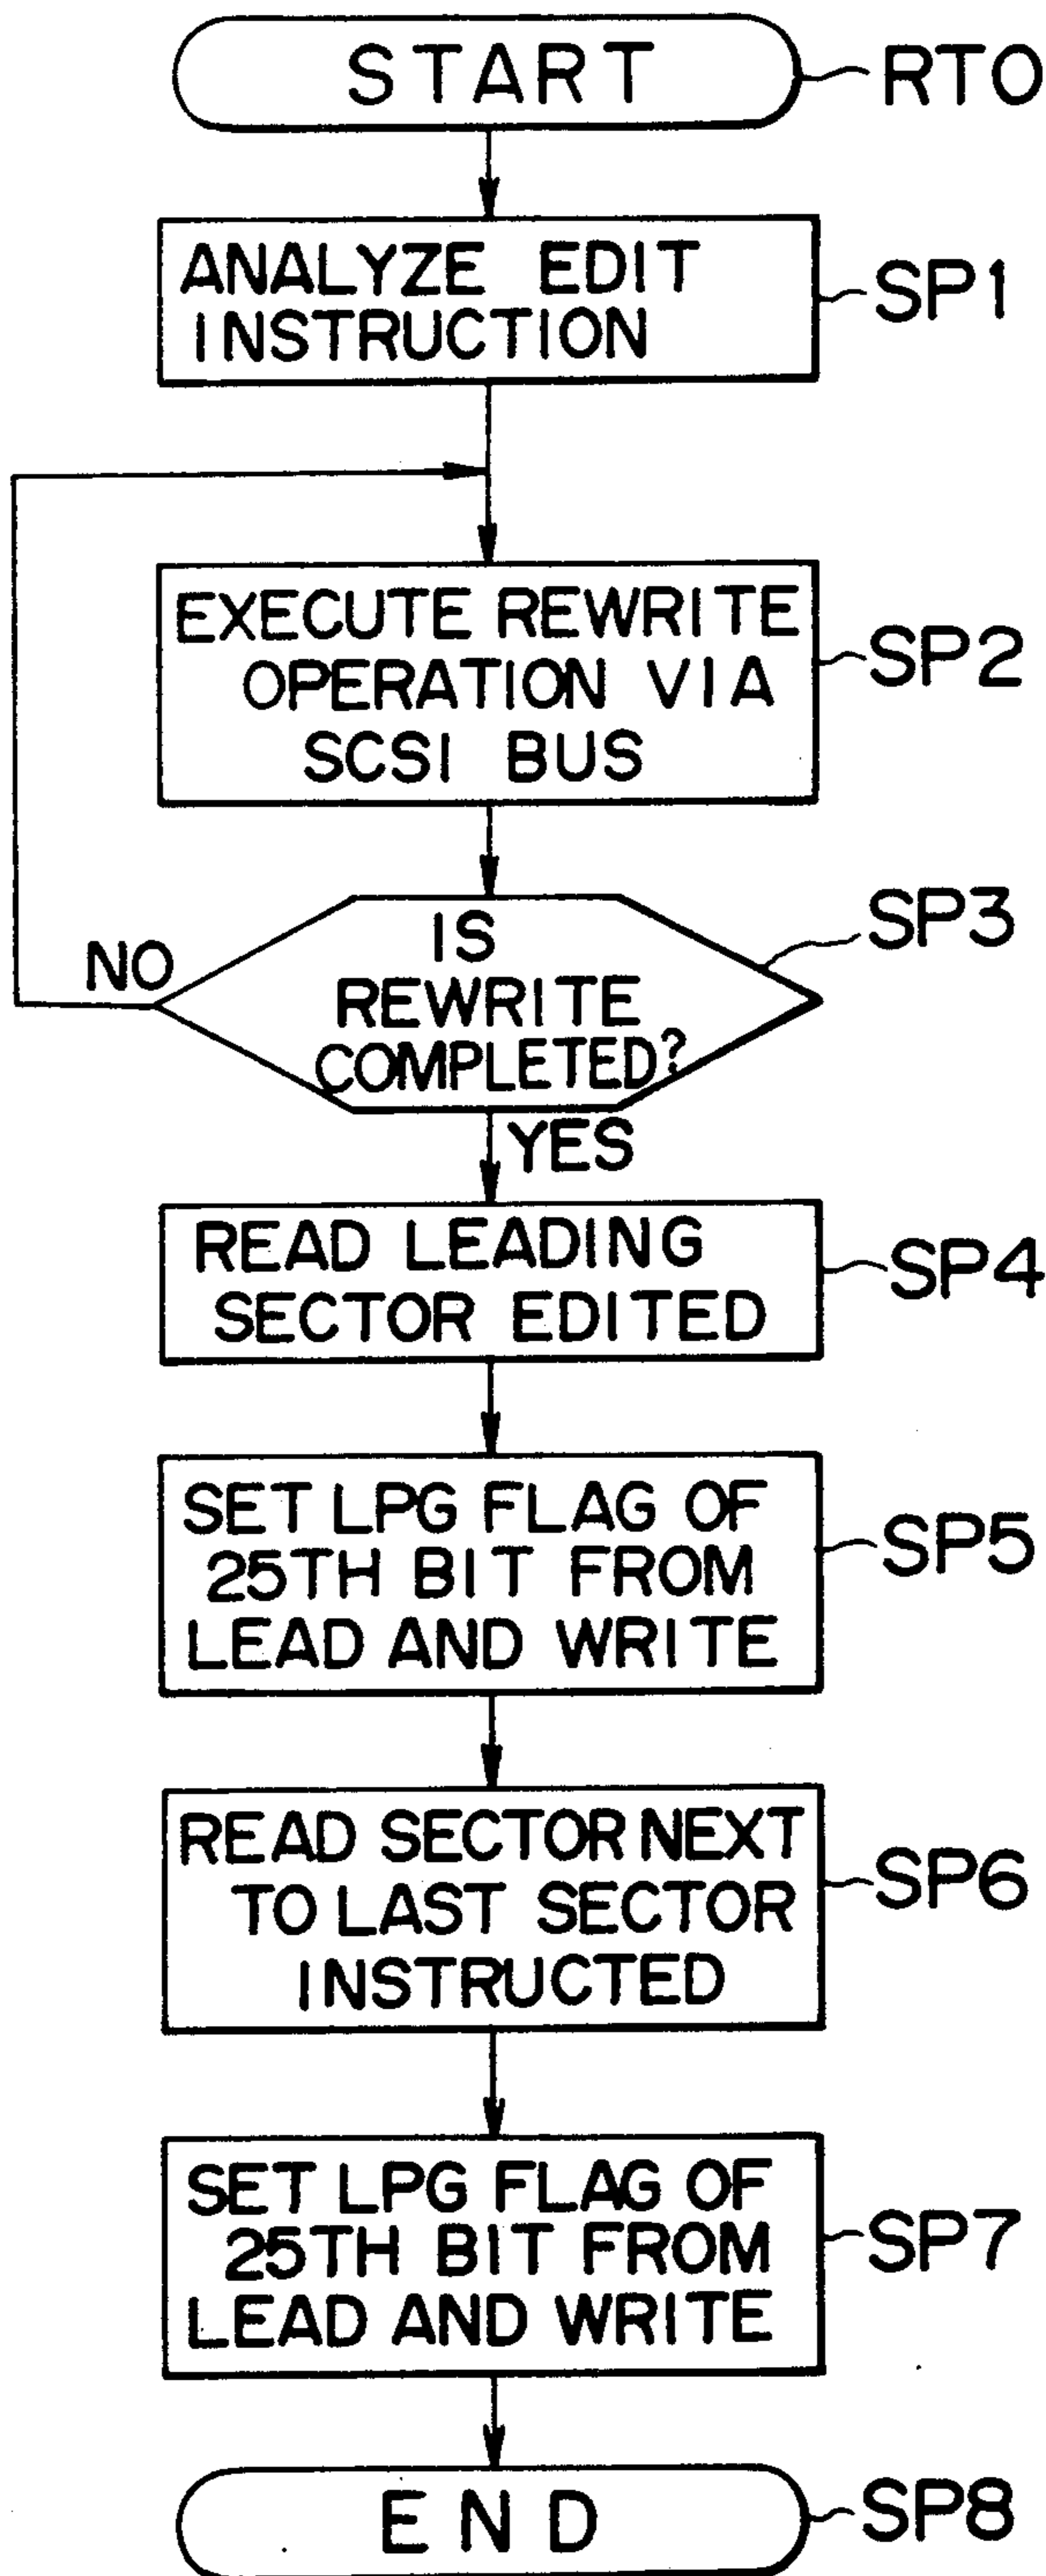 START
RT0
ANALYZE EDIT
INSTRUCTION
SP1
EXECUTE REWRITE
OPERATION VIA
SCSI BUS
SP2
IS
REWRITE
COMPLETED?
SP3
NO
YES
READ LEADING
SECTOR EDITED
SP4
SET LPG FLAG OF
25TH BIT FROM
LEAD AND WRITE
SP5
READ SECTOR NEXT
TO LAST SECTOR
INSTRUCTED
SP6
SET LPG FLAG OF
25TH BIT FROM
LEAD AND WRITE
SP7
END
SP8